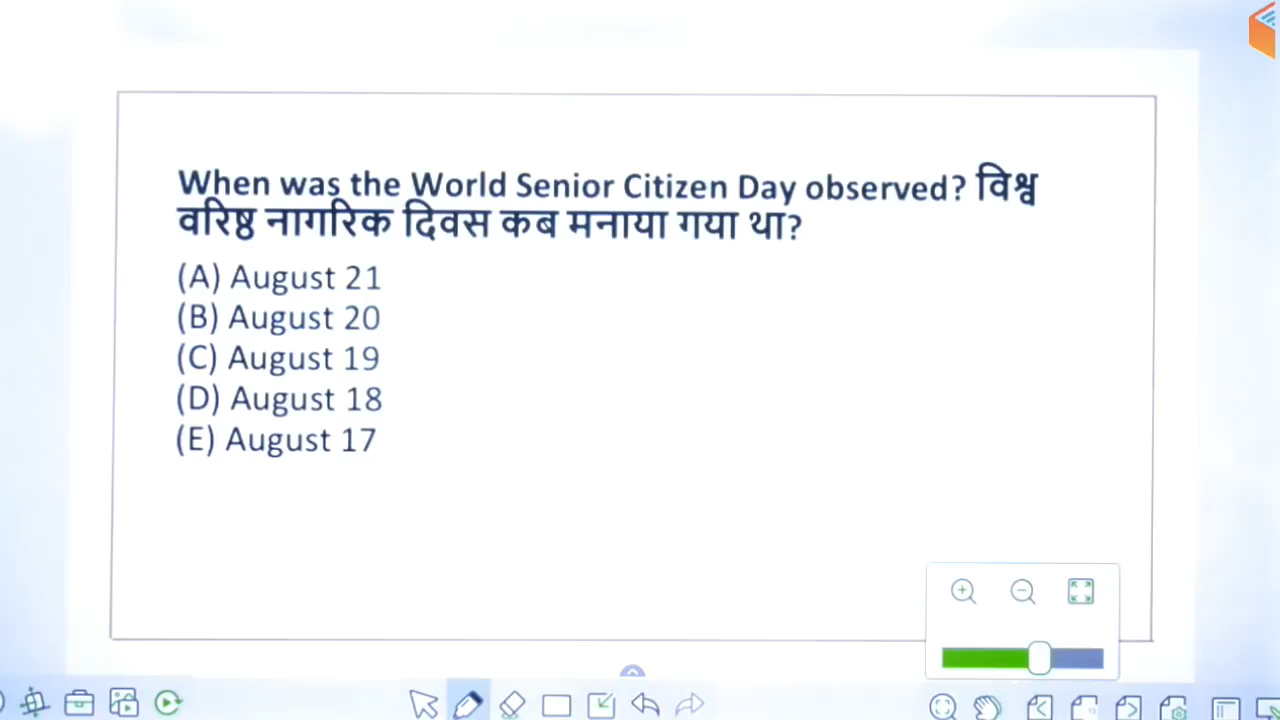 When was the World Senior Citizen Day observed? विश्व
वरिष्ठ नागरिक दिवस कब मनाया गया था?
(A) August 21
(B) August 20
(C) August 19
(D) August 18
(E) August 17